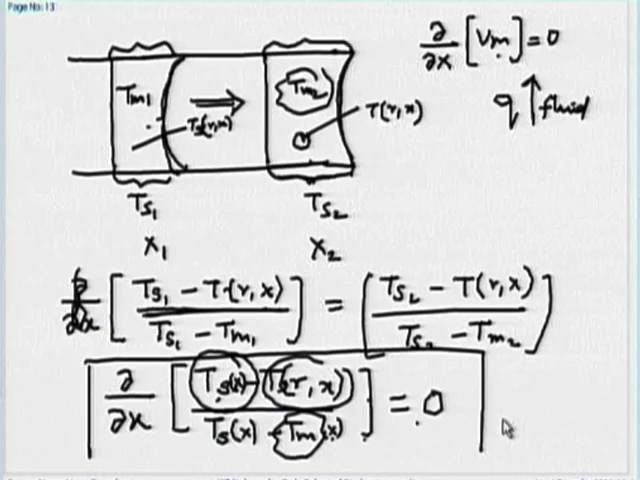 Page No: 13
∂/∂x [Vm] = 0
q ↑ fluid
Tm1 ⇒ Tm2
Ts(r,x) T(r,x)
Ts1 Ts2
x1 x2
∂/∂x [ (Ts1 - T(r,x)) / (Ts1 - Tm1) ] = [ (Ts2 - T(r,x)) / (Ts2 - Tm2) ]
∂/∂x [ (Ts(x) - T(r,x)) / (Ts(x) - Tm(x)) ] = 0